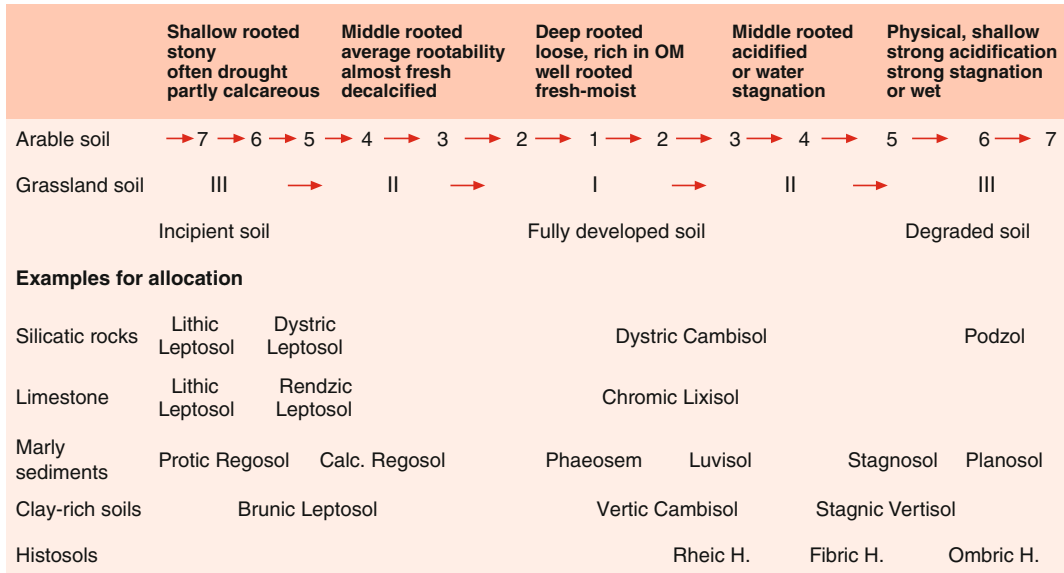 Shallow rooted Middle rooted Deep rooted Middle rooted Physical, shallow
stony average rootability loose, rich in OM acidified strong acidification
often drought almost fresh well rooted or water strong stagnation
partly calcareous decalcified fresh-moist stagnation or wet
Arable soil → 7 → 6 → 5 → 4 → 3 → 2 → 1 → 2 → 3 → 4 → 5 → 6 → 7
Grassland soil III → II → I → II → III
Incipient soil Fully developed soil Degraded soil
Examples for allocation
Silicatic rocks Lithic Leptosol Dystric Leptosol Dystric Cambisol Podzol
Limestone Lithic Leptosol Rendzic Leptosol Chromic Lixisol
Marly sediments Protic Regosol Calc. Regosol Phaeosem Luvisol Stagnosol Planosol
Clay-rich soils Brunic Leptosol Vertic Cambisol Stagnic Vertisol
Histosols Rheic H. Fibric H. Ombric H.